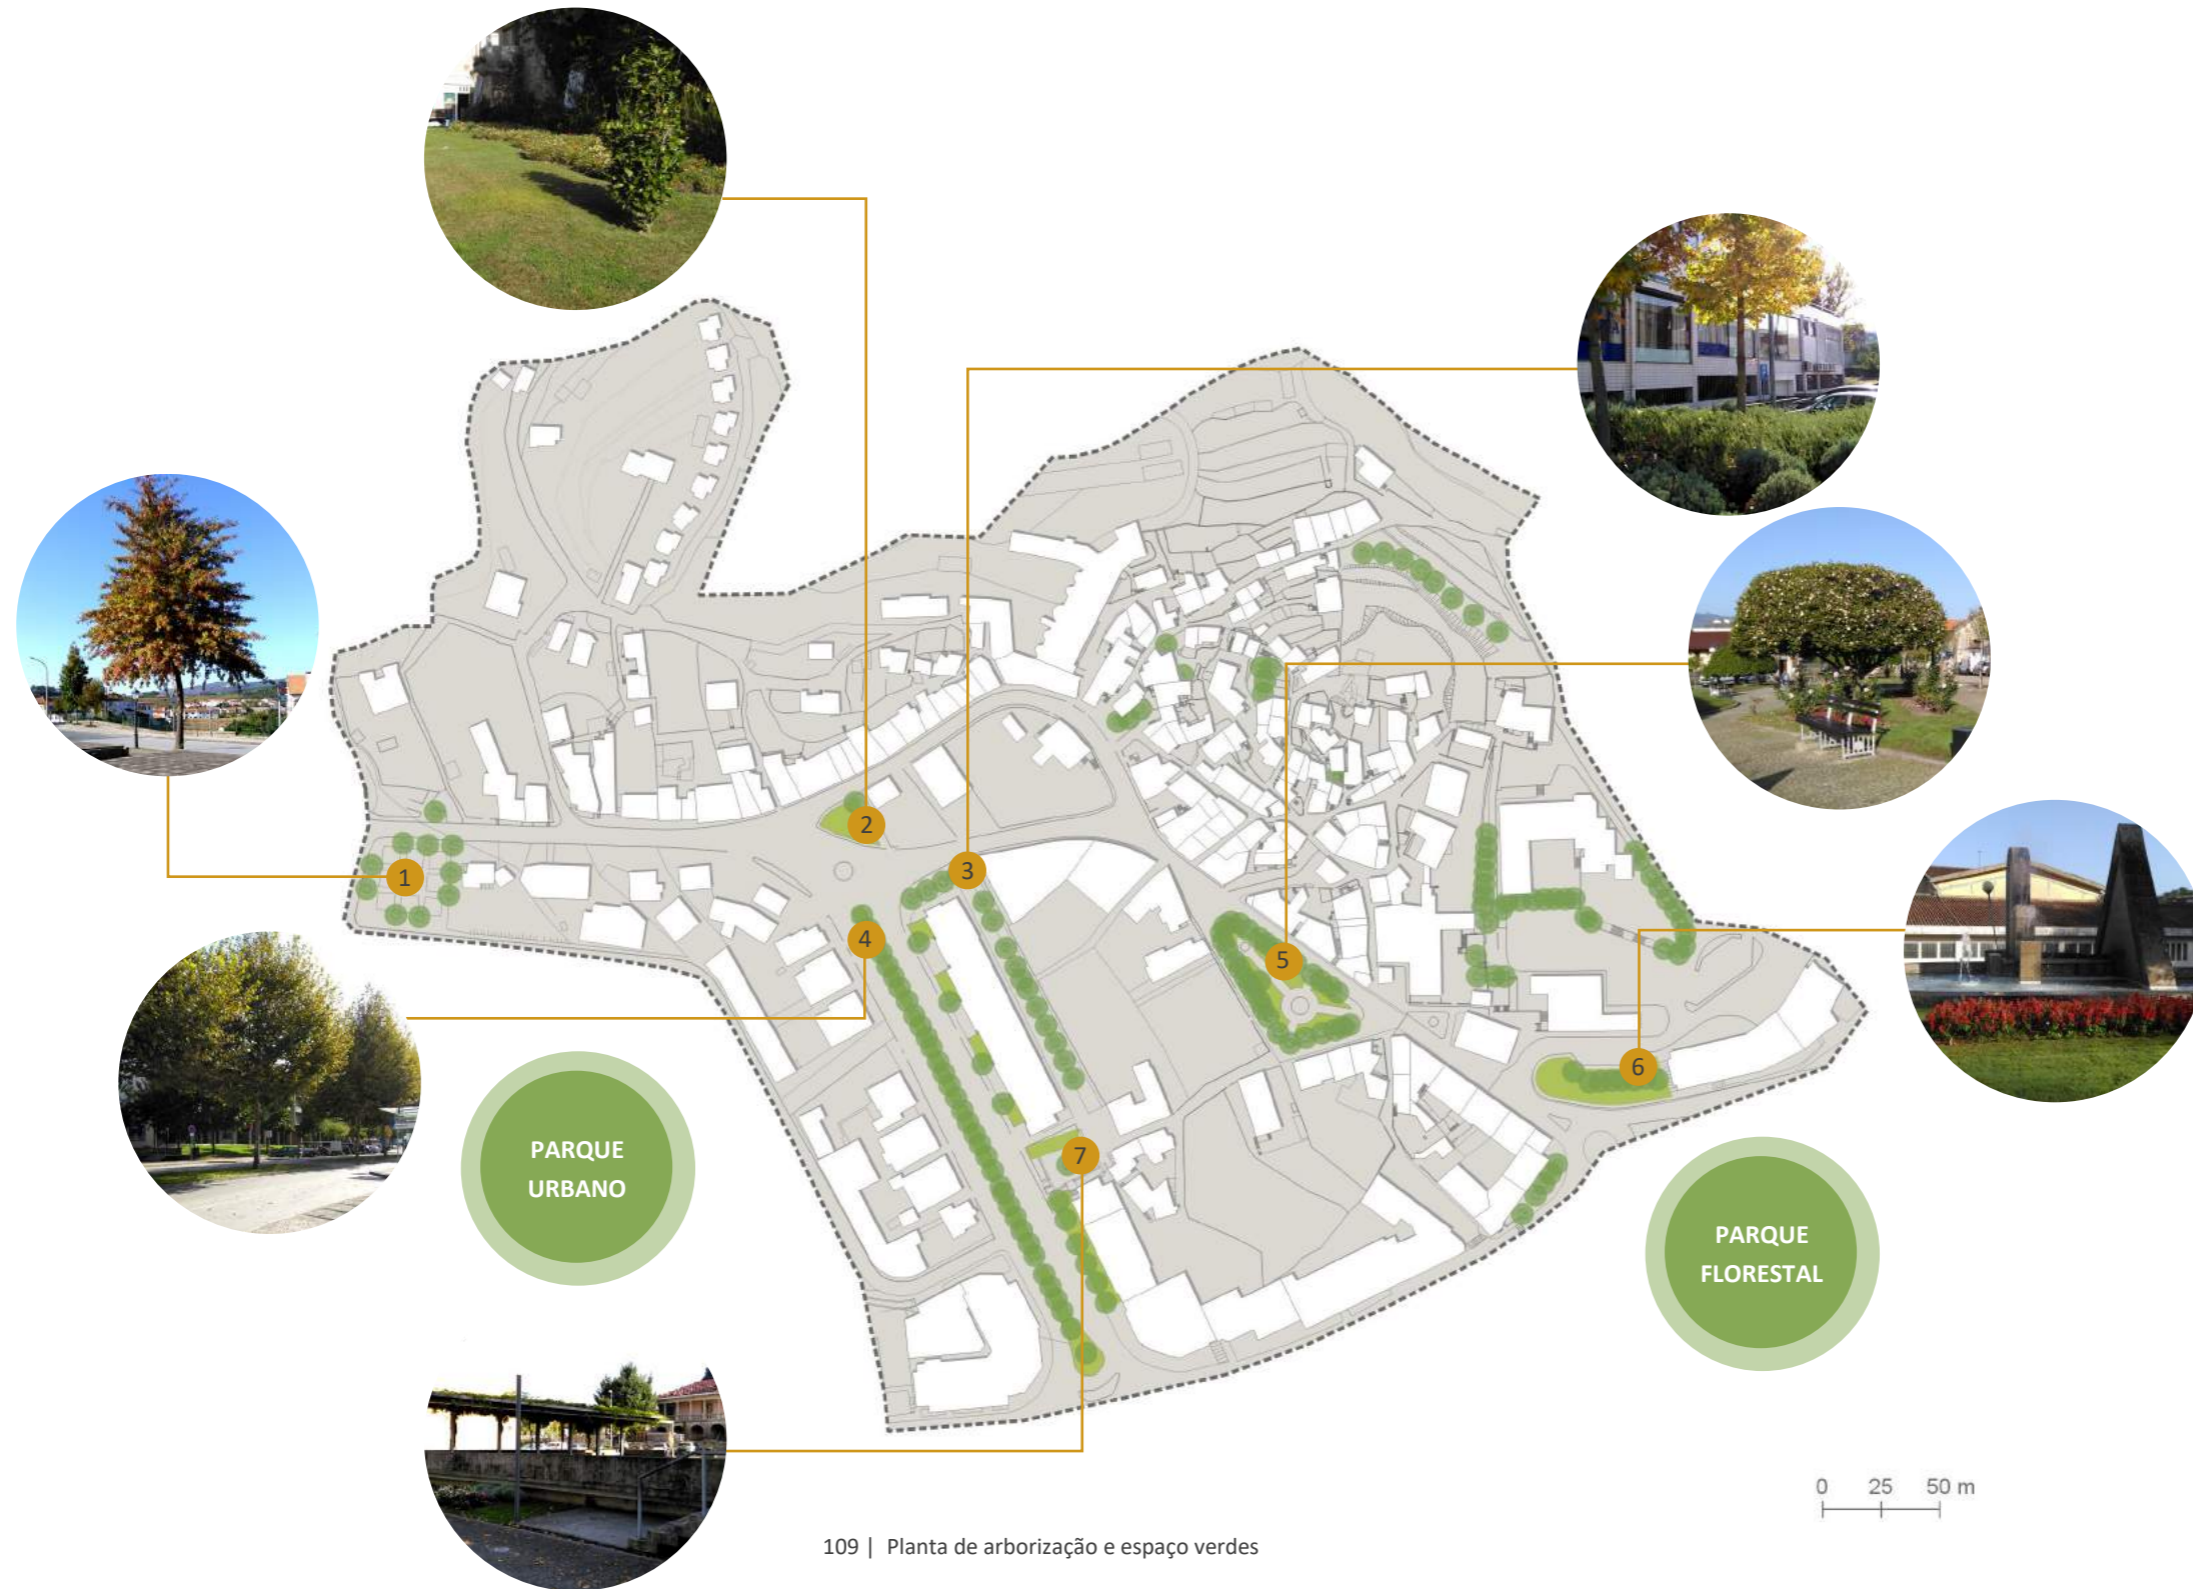 2
3
1
4
5
6
7
PARQUE
URBANO
PARQUE
FLORESTAL
0 25 50 m
109 | Planta de arborização e espaço verdes